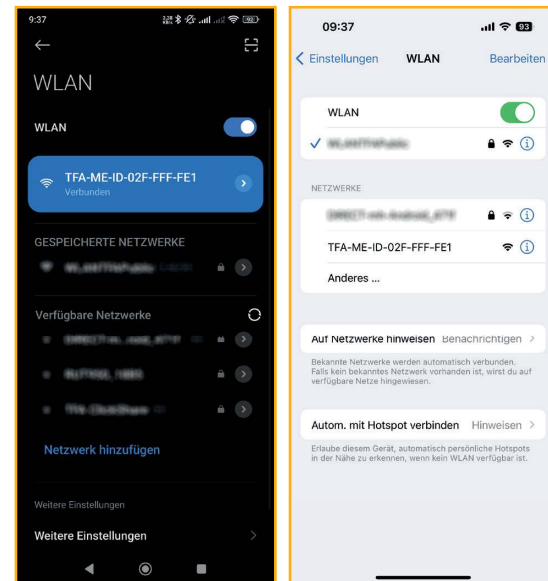 9:37
92
WLAN
WLAN
TFA-ME-ID-02F-FFF-FE1
Verbunden
GESPEICHERTE NETZWERKE
Verfügbare Netzwerke
Netzwerk hinzufügen
Weitere Einstellungen
Weitere Einstellungen
09:37
93
Einstellungen WLAN Bearbeiten
WLAN
NETZWERKE
TFA-ME-ID-02F-FFF-FE1
Anderes ...
Auf Netzwerke hinweisen Benachrichtigen
Bekannte Netzwerke werden automatisch verbunden.
Falls kein bekanntes Netzwerk vorhanden ist, wirst du auf
verfügbare Netze hingewiesen.
Autom. mit Hotspot verbinden Hinweisen
Erlaube diesem Gerät, automatisch persönliche Hotspots
in der Nähe zu erkennen, wenn kein WLAN verfügbar ist.